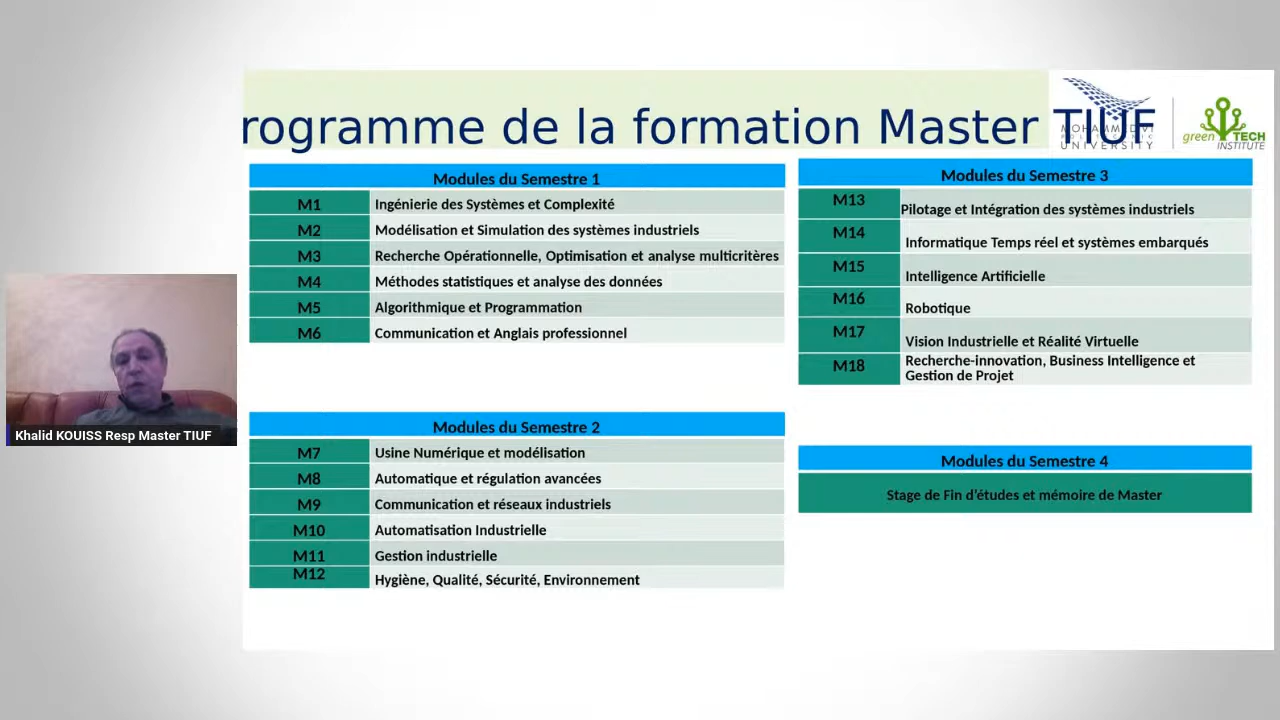 rogramme de la formation Master
TIUF
MOHAMMED VI
POLYTECHNIC
UNIVERSITY
green TECH
INSTITUTE
Modules du Semestre 1
M1 Ingénierie des Systèmes et Complexité
M2 Modélisation et Simulation des systèmes industriels
M3 Recherche Opérationnelle, Optimisation et analyse multicritères
M4 Méthodes statistiques et analyse des données
M5 Algorithmique et Programmation
M6 Communication et Anglais professionnel
Modules du Semestre 2
M7 Usine Numérique et modélisation
M8 Automatique et régulation avancées
M9 Communication et réseaux industriels
M10 Automatisation Industrielle
M11 Gestion industrielle
M12 Hygiène, Qualité, Sécurité, Environnement
Modules du Semestre 3
M13 Pilotage et Intégration des systèmes industriels
M14 Informatique Temps réel et systèmes embarqués
M15 Intelligence Artificielle
M16 Robotique
M17 Vision Industrielle et Réalité Virtuelle
M18 Recherche-innovation, Business Intelligence et
Gestion de Projet
Modules du Semestre 4
Stage de Fin d'études et mémoire de Master
Khalid KOUISS Resp Master TIUF